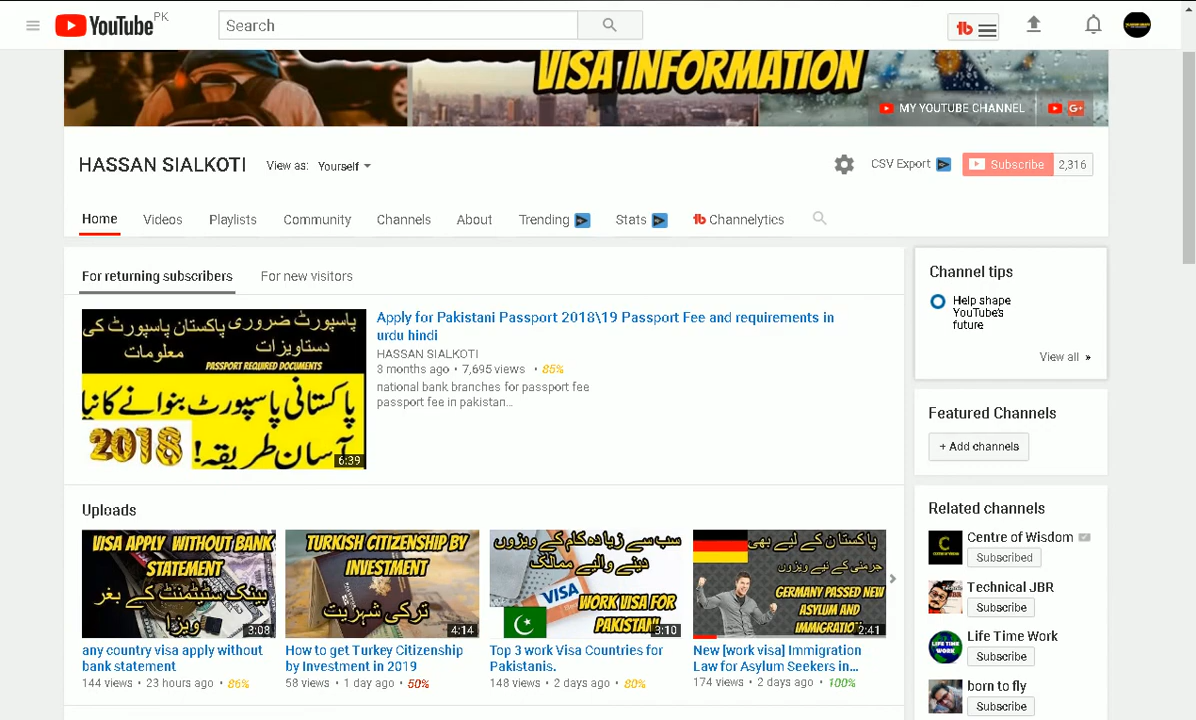 YouTube PK
Search
VISA INFORMATION
MY YOUTUBE CHANNEL
HASSAN SIALKOTI
View as: Yourself
CSV Export
Subscribe 2,316
Home Videos Playlists Community Channels About Trending Stats Channelytics
For returning subscribers For new visitors
پاسپورٹ ضروری پاکستان پاسپورٹ کی
دستاویزات معلومات
PASSPORT REQUIRED DOCUMENTS
پاکستانی پاسپورٹ بنوانے کا نیا
آسان طریقہ!
2018
6:39
Apply for Pakistani Passport 2018\19 Passport Fee and requirements in
urdu hindi
HASSAN SIALKOTI
3 months ago • 7,695 views • 85%
national bank branches for passport fee
passport fee in pakistan...
Channel tips
Help shape
YouTube's
future
View all »
Featured Channels
+ Add channels
Uploads
VISA APPLY WITHOUT BANK
STATEMENT
بینک سٹیٹمنٹ کے بغر
ویزا
3:08
any country visa apply without
bank statement
144 views • 23 hours ago • 86%
TURKISH CITIZENSHIP BY
INVESTMENT
ترکی شہریت
4:14
How to get Turkey Citizenship
by Investment in 2019
58 views • 1 day ago • 50%
سب سے زیادہ کام کے ویزوں
دینے والے ممالک
VISA
WORK VISA FOR
PAKISTAN
3:10
Top 3 work Visa Countries for
Pakistanis.
148 views • 2 days ago • 80%
پاکستان کے لیے بھی
جرمنی کے نیے ویزوں
GERMANY PASSED NEW
ASYLUM AND
IMMIGRATIO
2:41
New [work visa] Immigration
Law for Asylum Seekers in...
174 views • 2 days ago • 100%
Related channels
Centre of Wisdom
Subscribed
Technical JBR
Subscribe
LIFE TIME
WORK
Life Time Work
Subscribe
born to fly
Subscribe